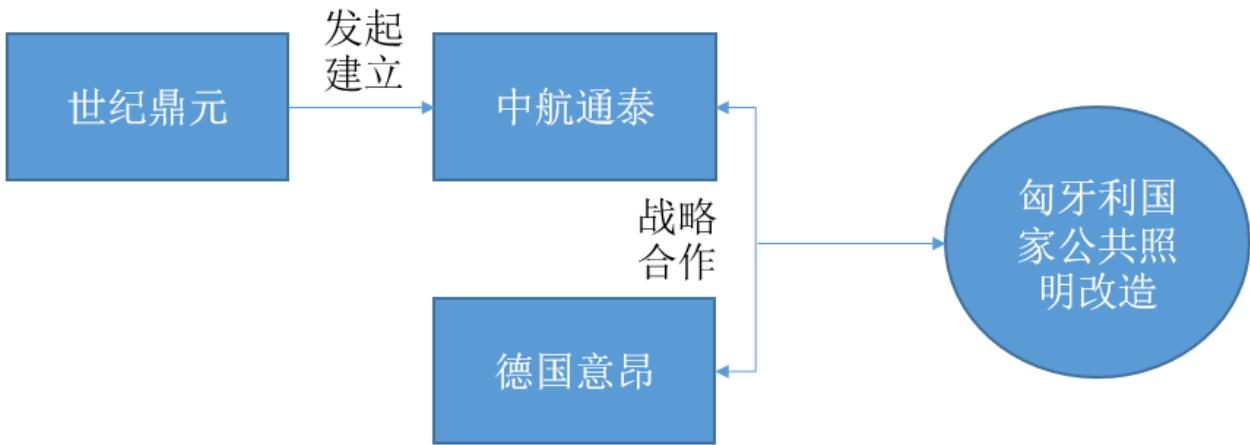 世纪鼎元
发起
建立
中航通泰
战略
合作
德国意昂
匈牙利国
家公共照
明改造